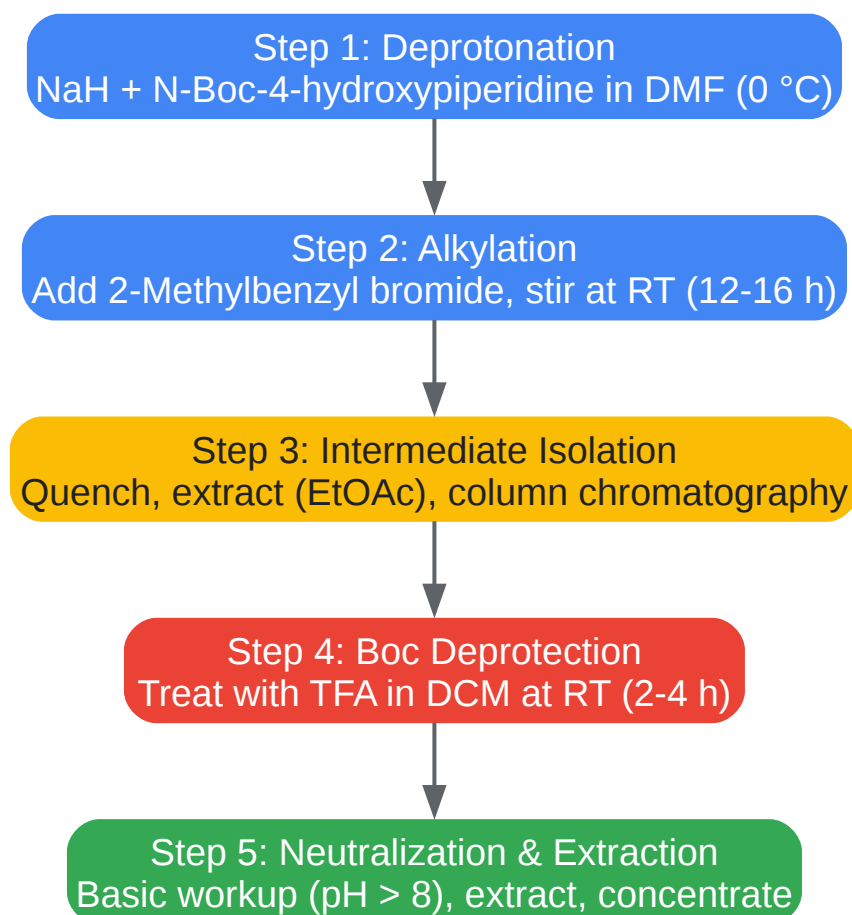 Step 1: Deprotonation
NaH + N-Boc-4-hydroxypiperidine in DMF (0 °C)
Step 2: Alkylation
Add 2-Methylbenzyl bromide, stir at RT (12-16 h)
Step 3: Intermediate Isolation
Quench, extract (EtOAc), column chromatography
Step 4: Boc Deprotection
Treat with TFA in DCM at RT (2-4 h)
Step 5: Neutralization & Extraction
Basic workup (pH > 8), extract, concentrate